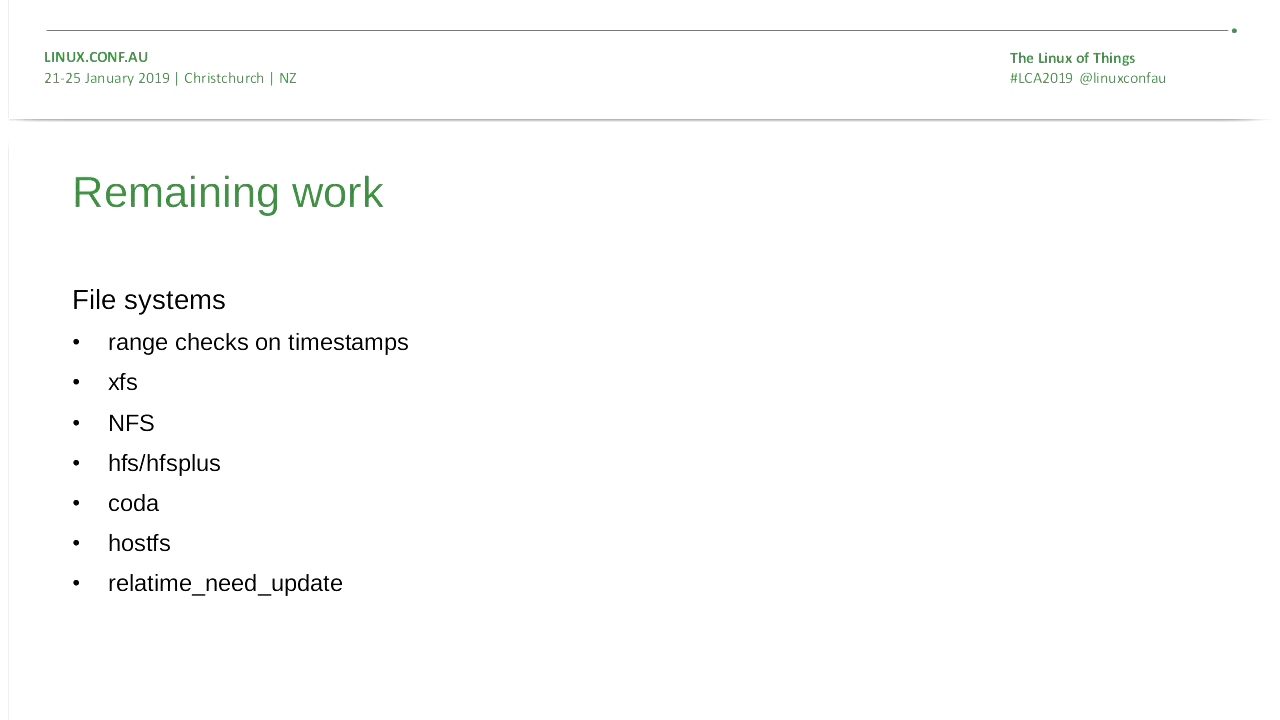 LINUX.CONF.AU
21-25 January 2019 | Christchurch | NZ
The Linux of Things
#LCA2019 @linuxconfau
Remaining work
File systems
• range checks on timestamps
• xfs
• NFS
• hfs/hfsplus
• coda
• hostfs
• relatime_need_update